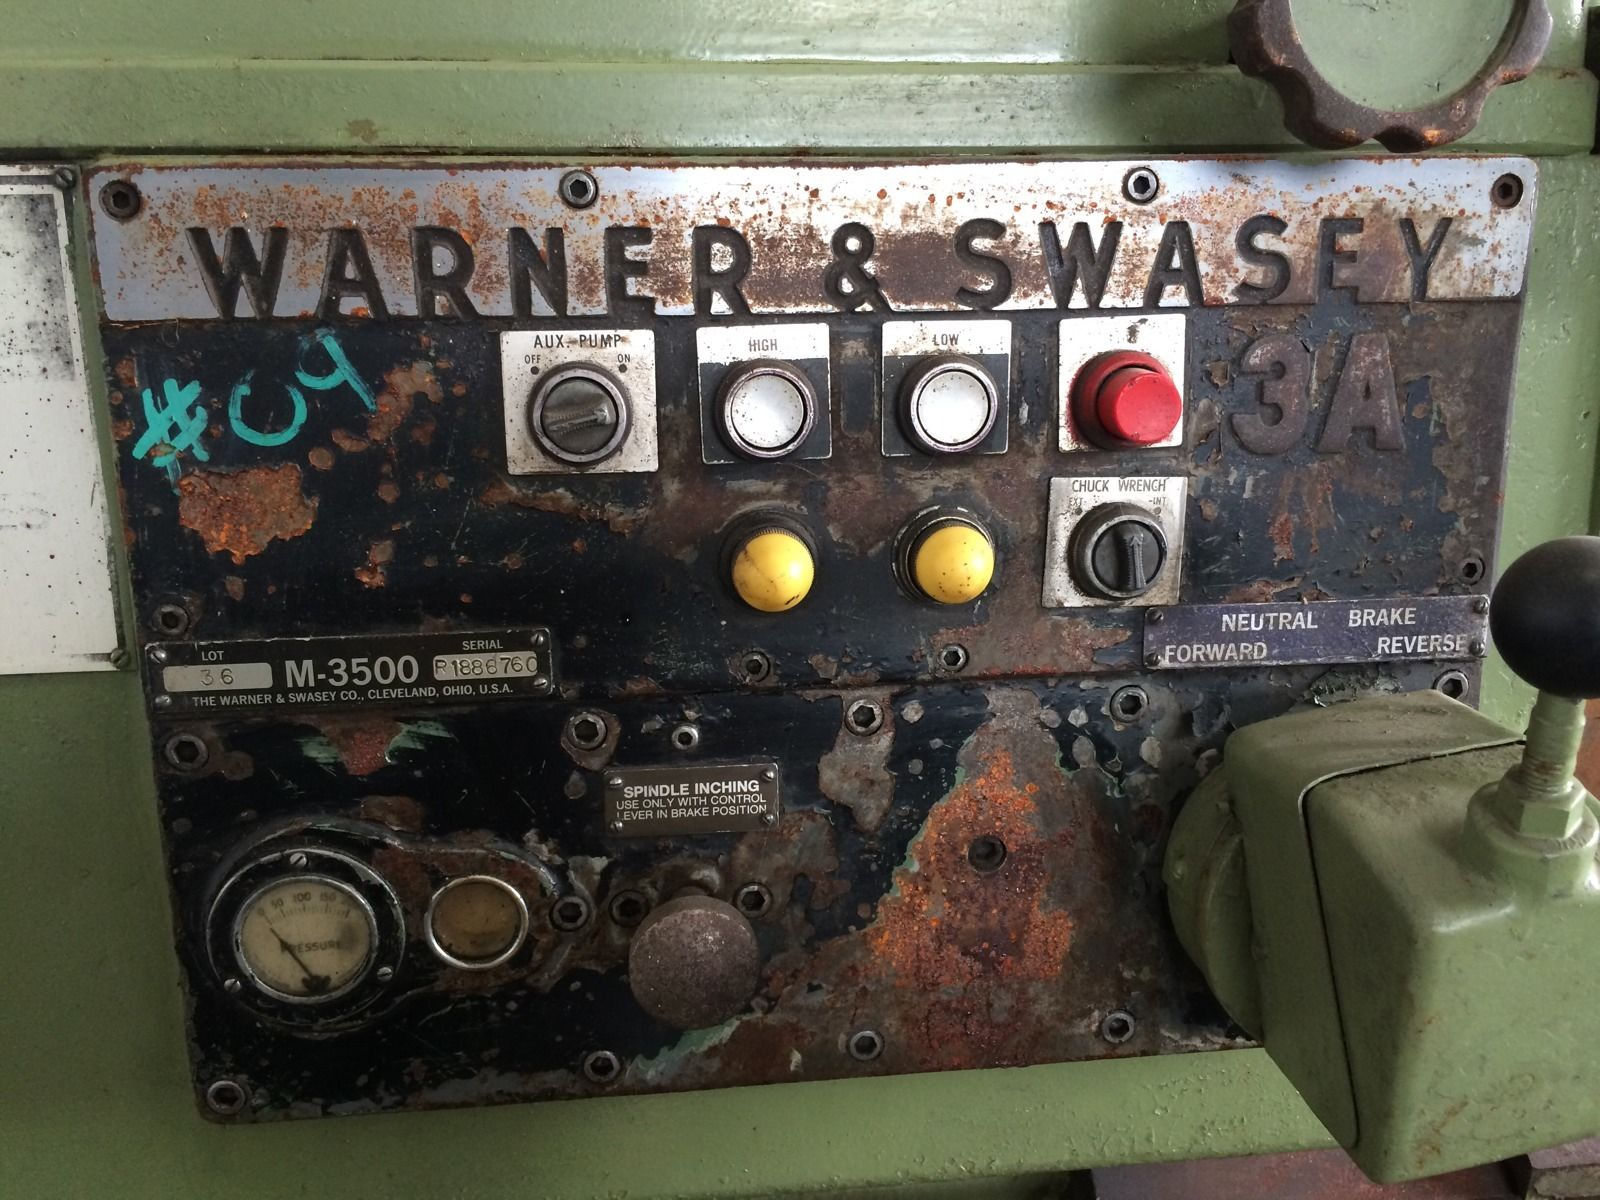 WARNER & SWASEY
3A
#09
AUX. PUMP
OFF ON
HIGH
LOW
CHUCK WRENCH
EXT INT
NEUTRAL BRAKE
FORWARD REVERSE
LOT SERIAL
36 M-3500 R1886760
THE WARNER & SWASEY CO., CLEVELAND, OHIO, U.S.A.
SPINDLE INCHING
USE ONLY WITH CONTROL
LEVER IN BRAKE POSITION
0 50 100 150
PRESSURE